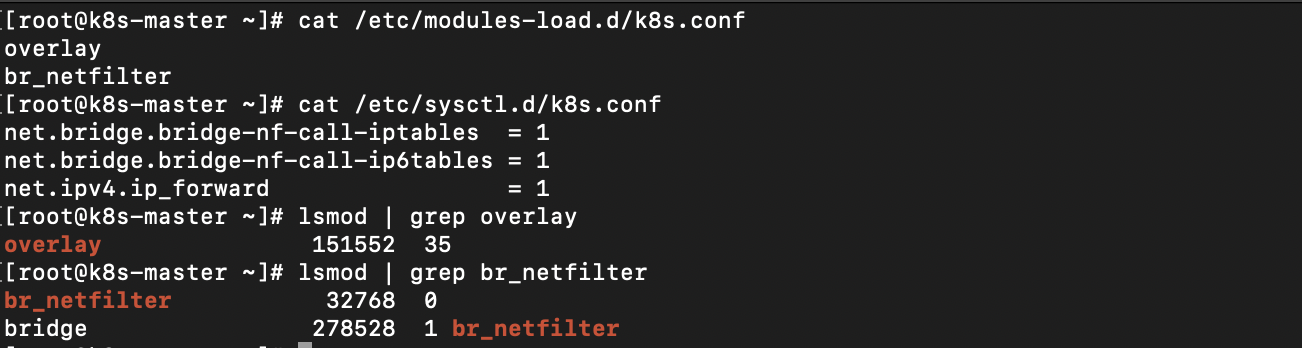 [[root@k8s-master ~]# cat /etc/modules-load.d/k8s.conf
overlay
br_netfilter
[[root@k8s-master ~]# cat /etc/sysctl.d/k8s.conf
net.bridge.bridge-nf-call-iptables  = 1
net.bridge.bridge-nf-call-ip6tables = 1
net.ipv4.ip_forward                 = 1
[[root@k8s-master ~]# lsmod | grep overlay
overlay               151552  35
[[root@k8s-master ~]# lsmod | grep br_netfilter
br_netfilter           32768  0
bridge                278528  1 br_netfilter